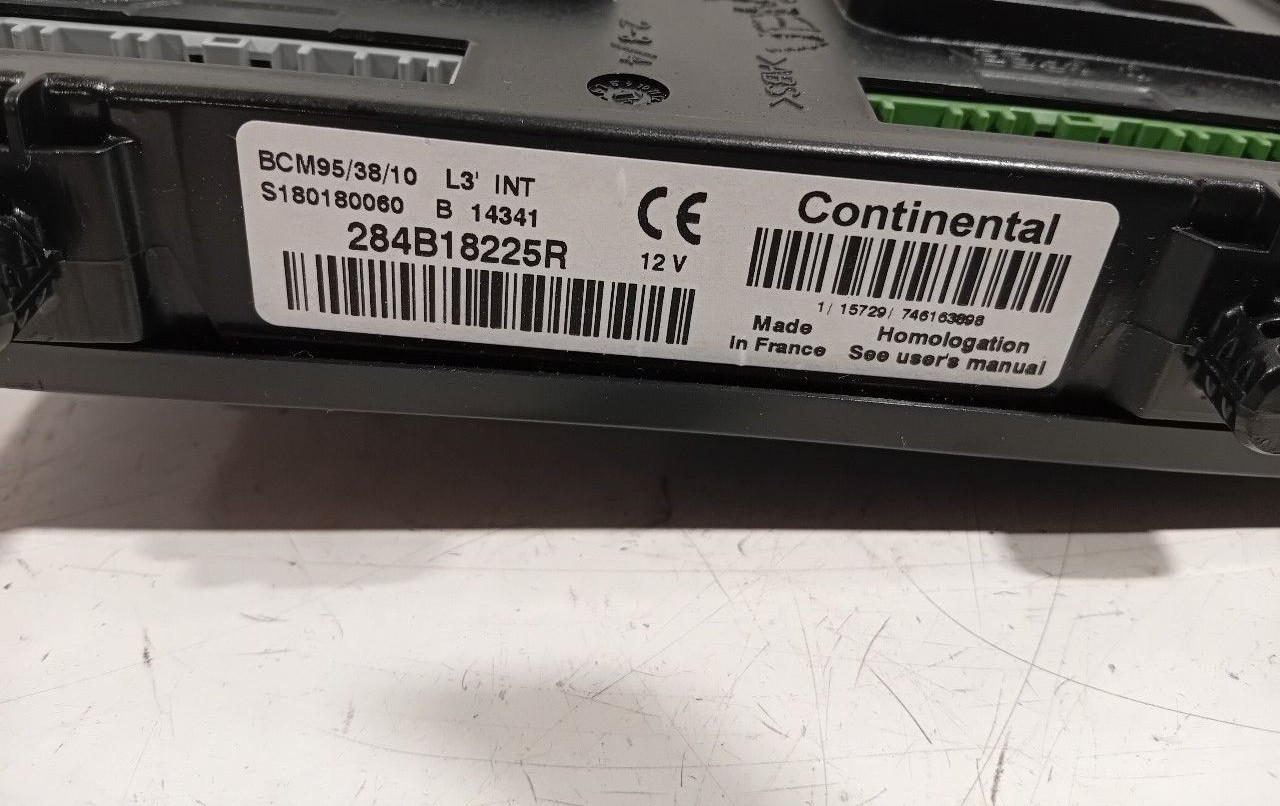 BCM95/38/10 L3' INT
S180180060 B 14341
284B18225R
CE
12 V
Continental
1/ 15729/ 746163898
Made
in France
Homologation
See user's manual